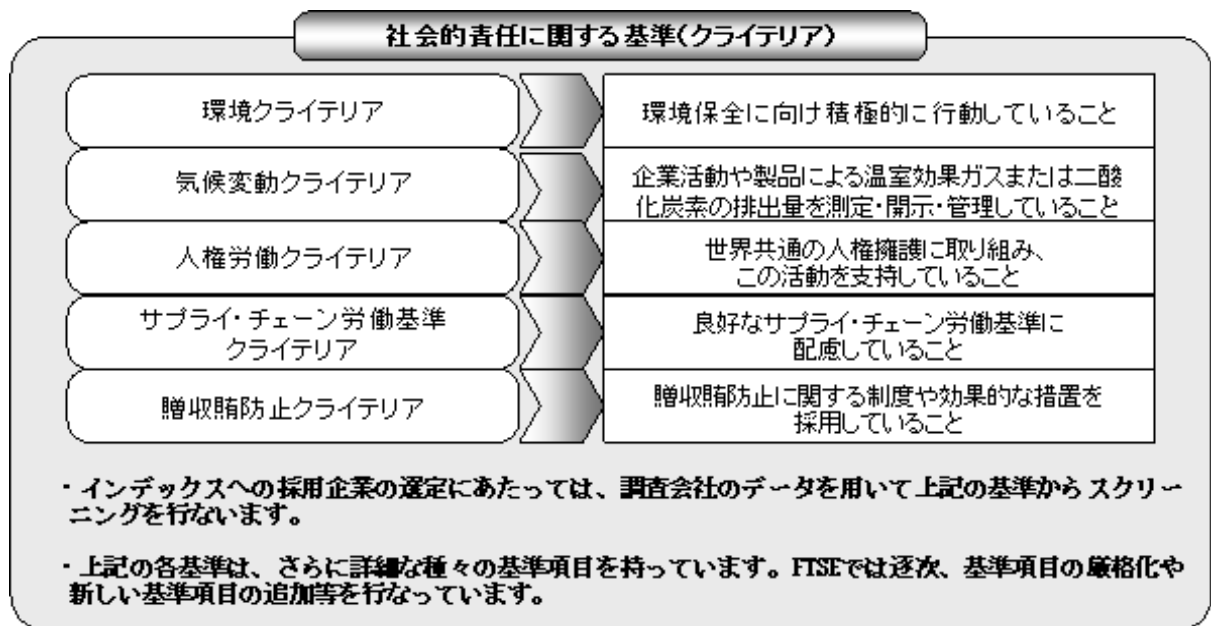 社会的責任に関する基準(クライテリア)
環境クライテリア
環境保全に向け積極的に行動していること
気候変動クライテリア
企業活動や製品による温室効果ガスまたは二酸
化炭素の排出量を測定・開示・管理していること
人権労働クライテリア
世界共通の人権擁護に取り組み、
この活動を支持していること
サプライ・チェーン労働基準
クライテリア
良好なサプライ・チェーン労働基準に
配慮していること
贈収賄防止クライテリア
贈収賄防止に関する制度や効果的な措置を
採用していること
・インデックスへの採用企業の選定にあたっては、調査会社のデータを用いて上記の基準からスクリー
ニングを行ないます。
・上記の各基準は、さらに詳細な種々の基準項目を持っています。FTSEでは逐次、基準項目の厳格化や
新しい基準項目の追加等を行なっています。